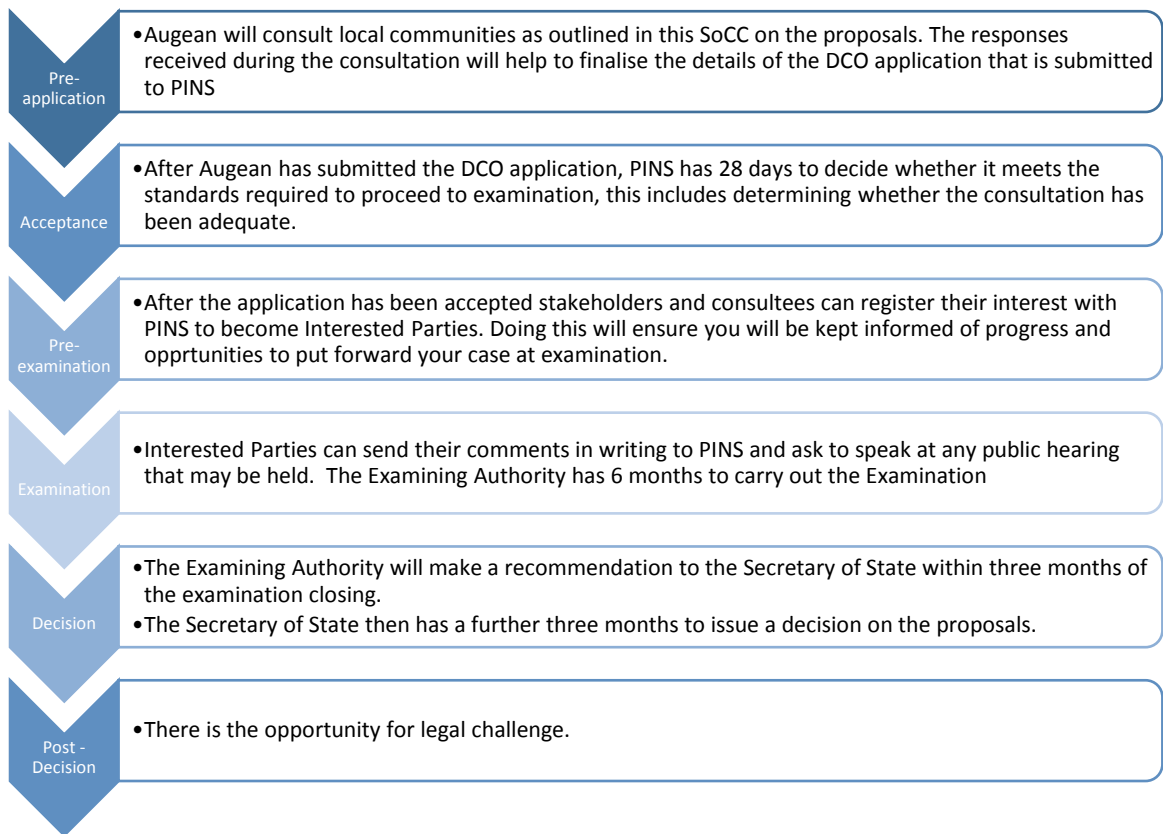 Pre-
application
•Augean will consult local communities as outlined in this SoCC on the proposals. The responses
received during the consultation will help to finalise the details of the DCO application that is submitted
to PINS
Acceptance
•After Augean has submitted the DCO application, PINS has 28 days to decide whether it meets the
standards required to proceed to examination, this includes determining whether the consultation has
been adequate.
Pre-
examination
•After the application has been accepted stakeholders and consultees can register their interest with
PINS to become Interested Parties. Doing this will ensure you will be kept informed of progress and
opprtunities to put forward your case at examination.
Examination
•Interested Parties can send their comments in writing to PINS and ask to speak at any public hearing
that may be held.  The Examining Authority has 6 months to carry out the Examination
Decision
•The Examining Authority will make a recommendation to the Secretary of State within three months of
the examination closing.
•The Secretary of State then has a further three months to issue a decision on the proposals.
Post -
Decision
•There is the opportunity for legal challenge.